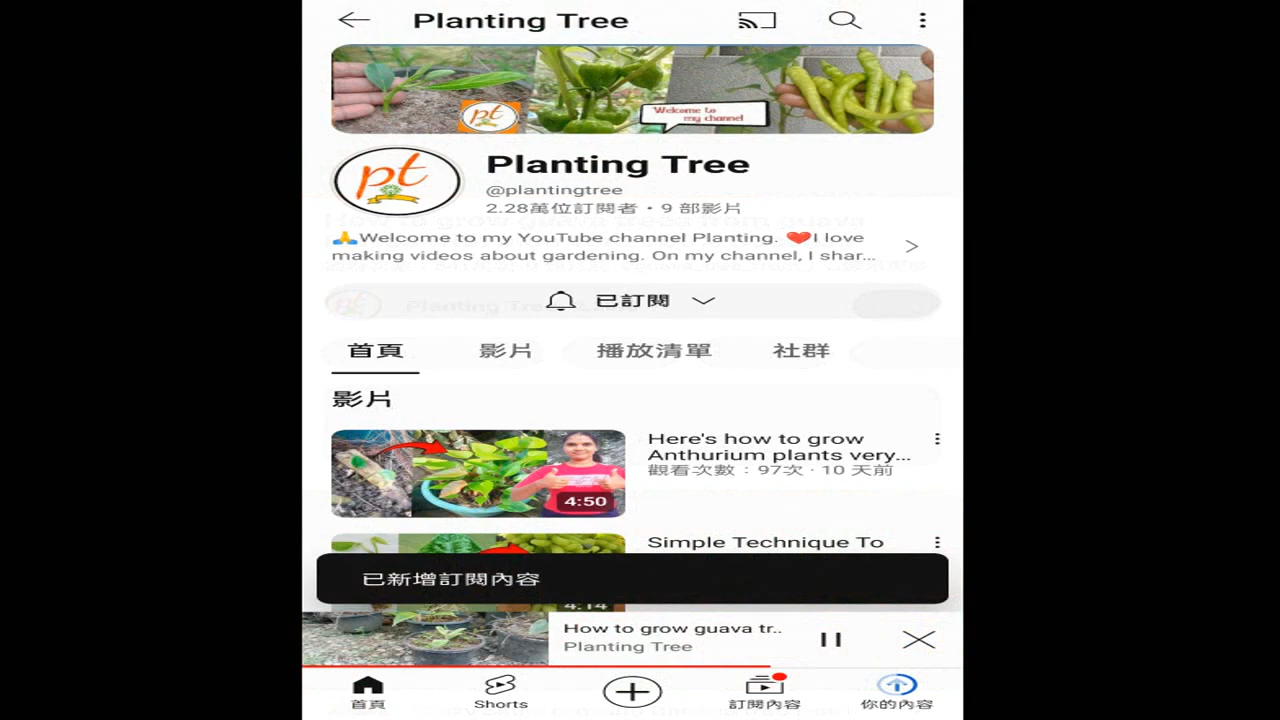 Planting Tree
pt
Welcome to
my channel
pt
Planting Tree
@plantingtree
2.28萬位訂閱者・9 部影片
🙏Welcome to my YouTube channel Planting. ❤️I love
making videos about gardening. On my channel, I shar...
已訂閱
首頁 影片 播放清單 社群
影片
4:50
Here's how to grow
Anthurium plants very...
觀看次數：97次 · 10 天前
Simple Technique To
已新增訂閱內容
4:14
How to grow guava tr..
Planting Tree
首頁 Shorts 訂閱內容 你的內容